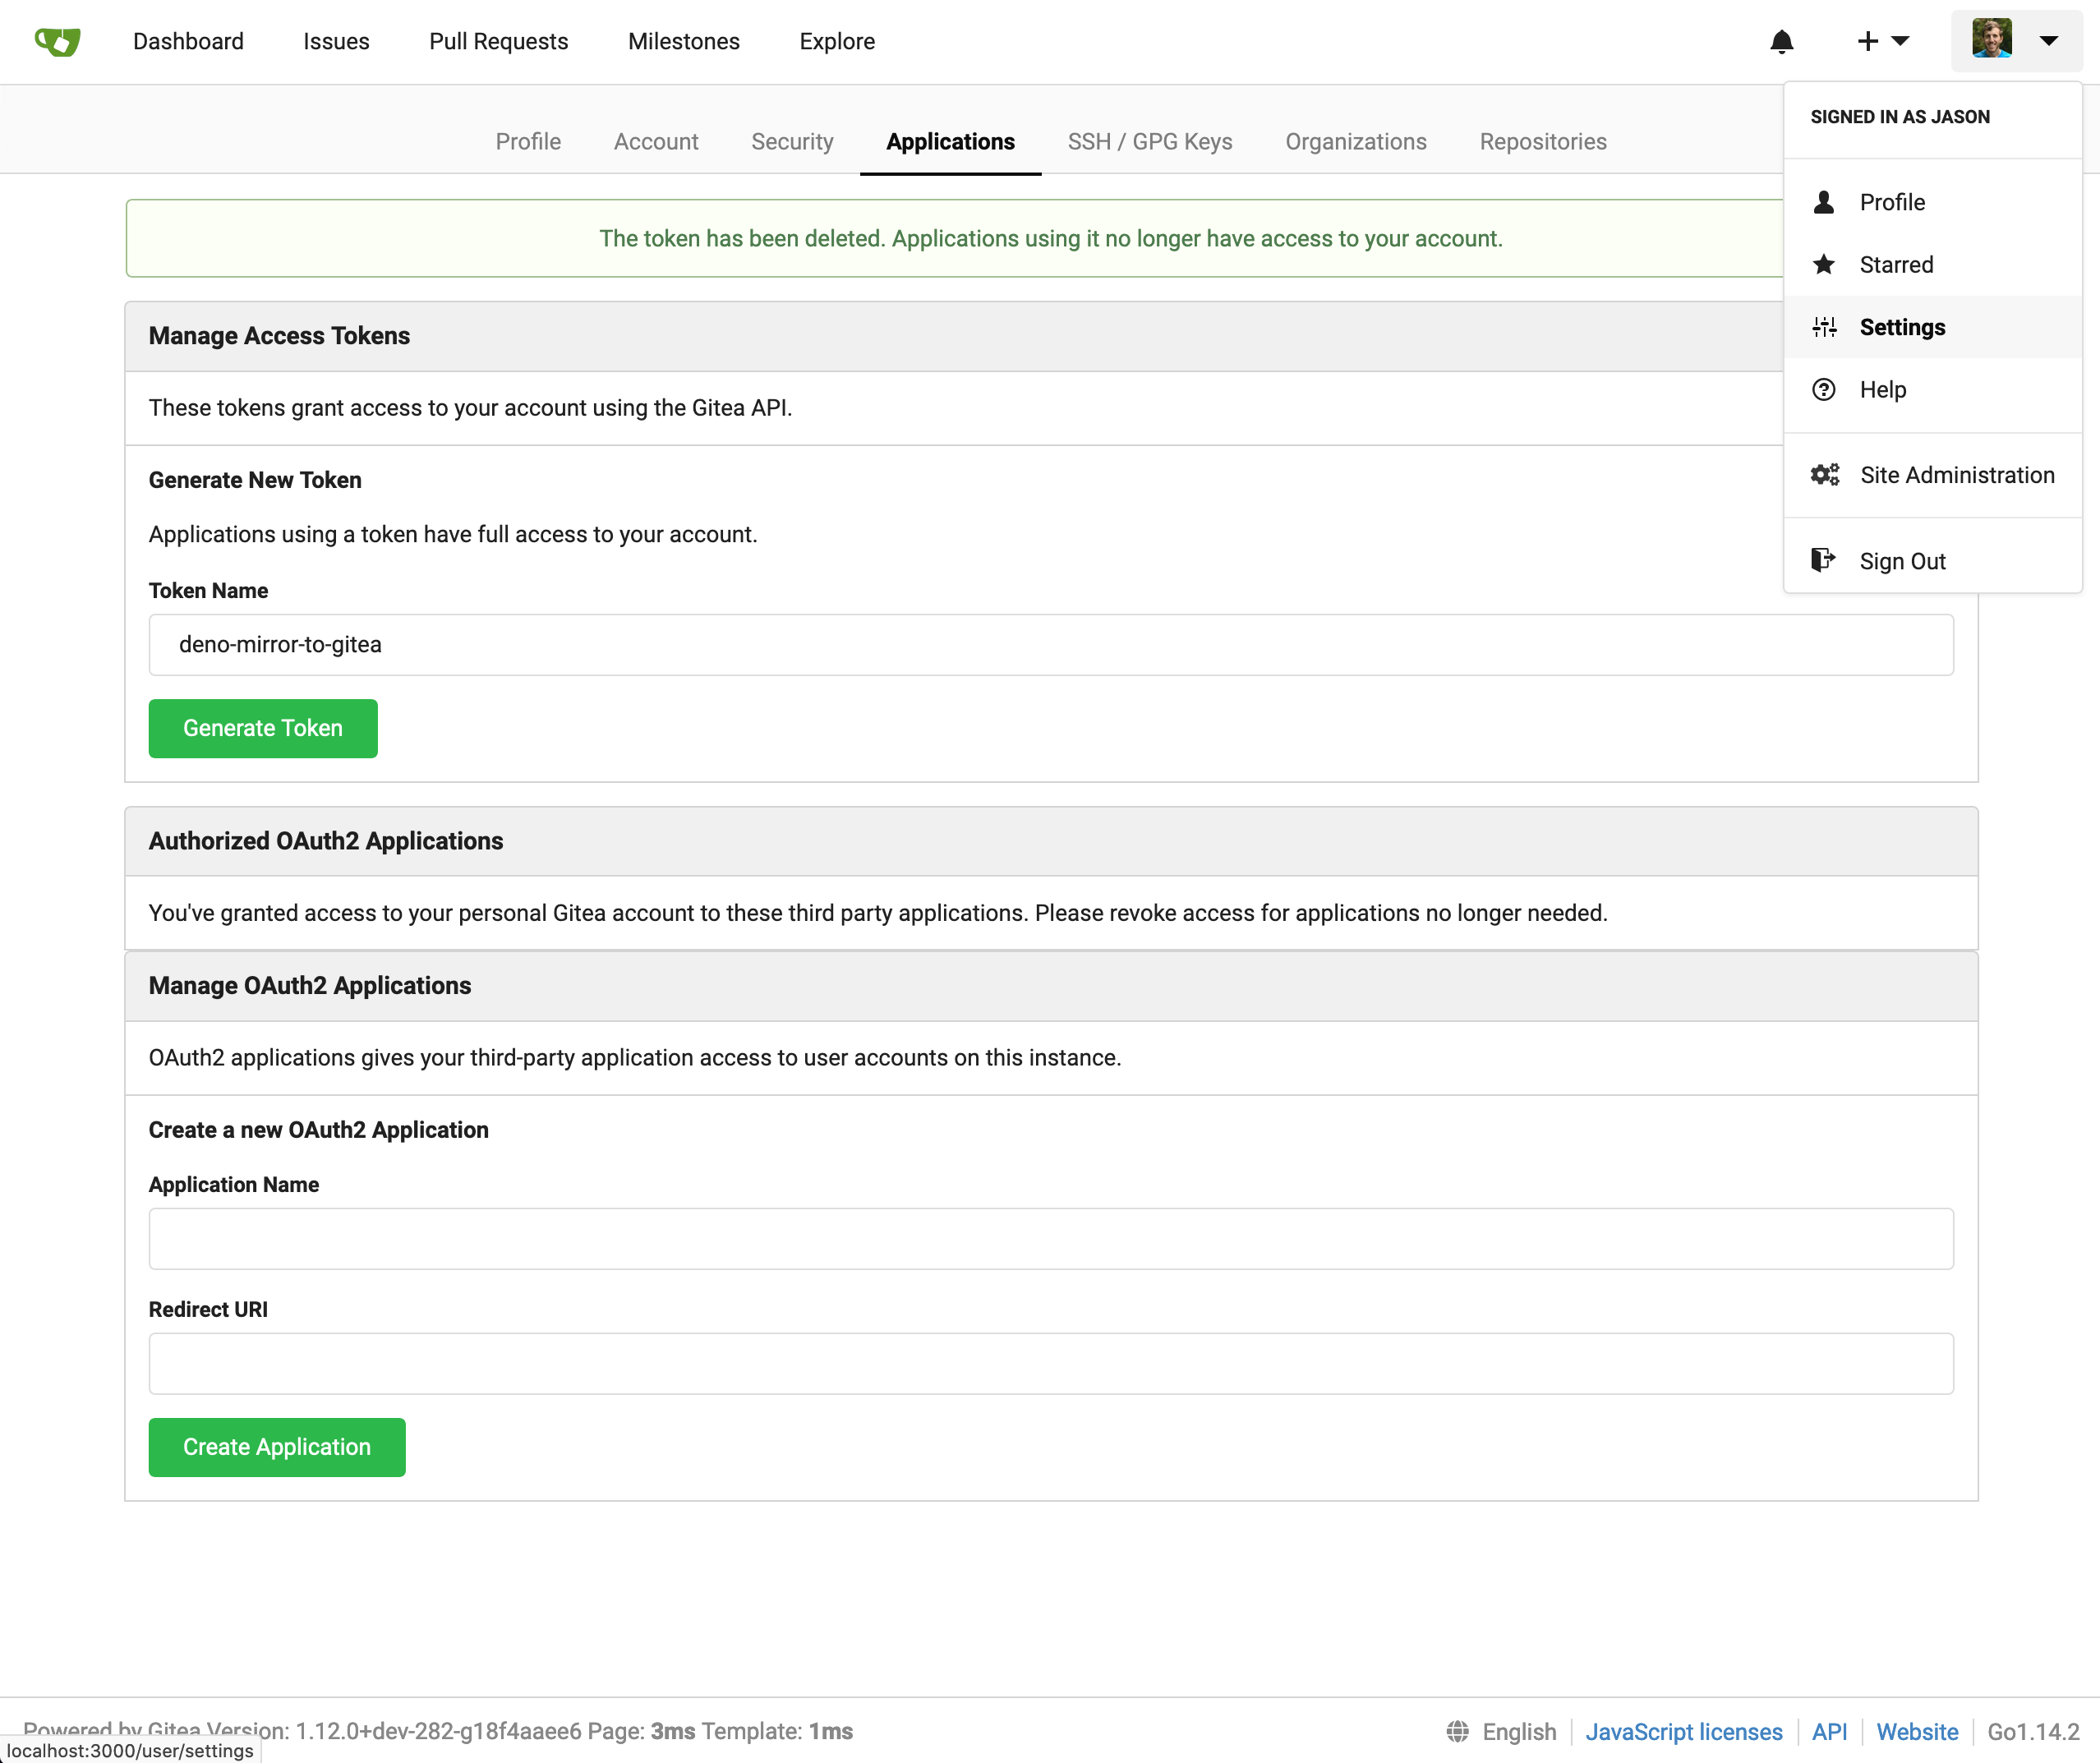 Dashboard Issues Pull Requests Milestones Explore
SIGNED IN AS JASON
Profile
Starred
Settings
Help
Site Administration
Sign Out
Profile Account Security Applications SSH / GPG Keys Organizations Repositories
The token has been deleted. Applications using it no longer have access to your account.
Manage Access Tokens
These tokens grant access to your account using the Gitea API.
Generate New Token
Applications using a token have full access to your account.
Token Name
deno-mirror-to-gitea
Generate Token
Authorized OAuth2 Applications
You've granted access to your personal Gitea account to these third party applications. Please revoke access for applications no longer needed.
Manage OAuth2 Applications
OAuth2 applications gives your third-party application access to user accounts on this instance.
Create a new OAuth2 Application
Application Name
Redirect URI
Create Application
Powered by Gitea Version: 1.12.0+dev-282-g18f4aaee6 Page: 3ms Template: 1ms
English JavaScript licenses API Website Go1.14.2
localhost:3000/user/settings